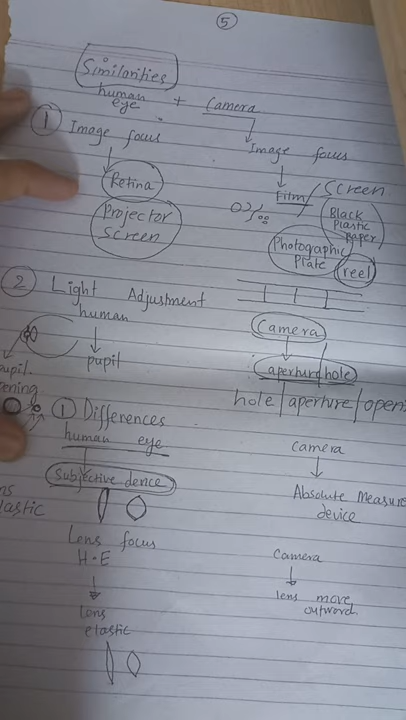 5
Similarities
human eye + Camera
1 Image focus
Image focus
Retina
Film/Screen
Projector Screen
Black Plastic Paper
Photographic Plate
reel
2 Light Adjustment
human
Camera
pupil
aperture/hole
pupil.
hole/aperture/open
1 Differences
human eye
Camera
Subjective
Absolute Measure device
Lens focus
H.E
Camera
lens move outward
Lens elastic